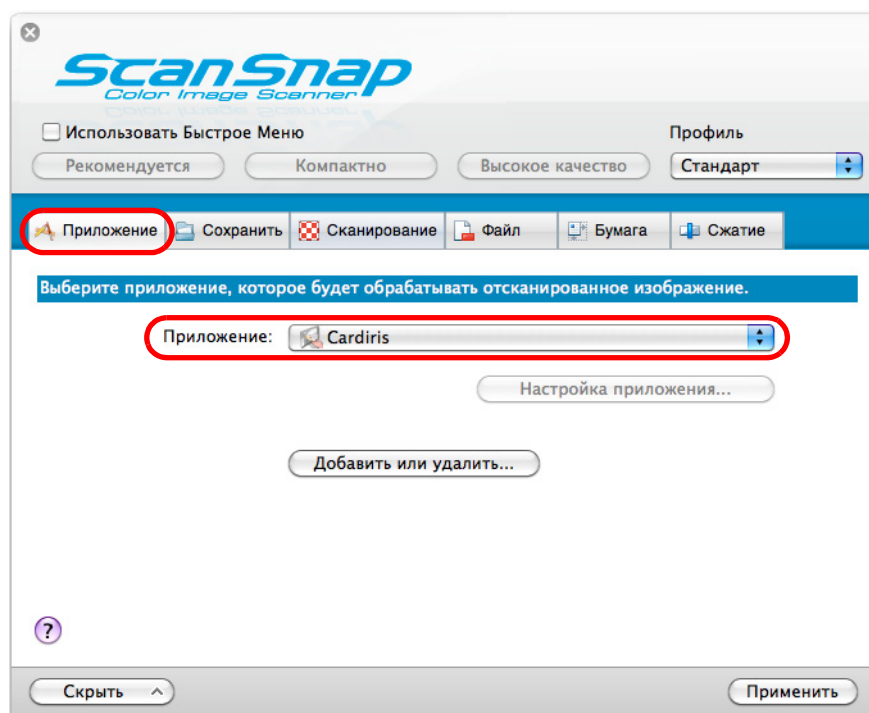 ScanSnap
Color Image Scanner
Использовать Быстрое Меню
Профиль
Рекомендуется Компактно Высокое качество Стандарт
Приложение Сохранить Сканирование Файл Бумага Сжатие
Выберите приложение, которое будет обрабатывать отсканированное изображение.
Приложение: Cardiris
Настройка приложения...
Добавить или удалить...
?
Скрыть Применить